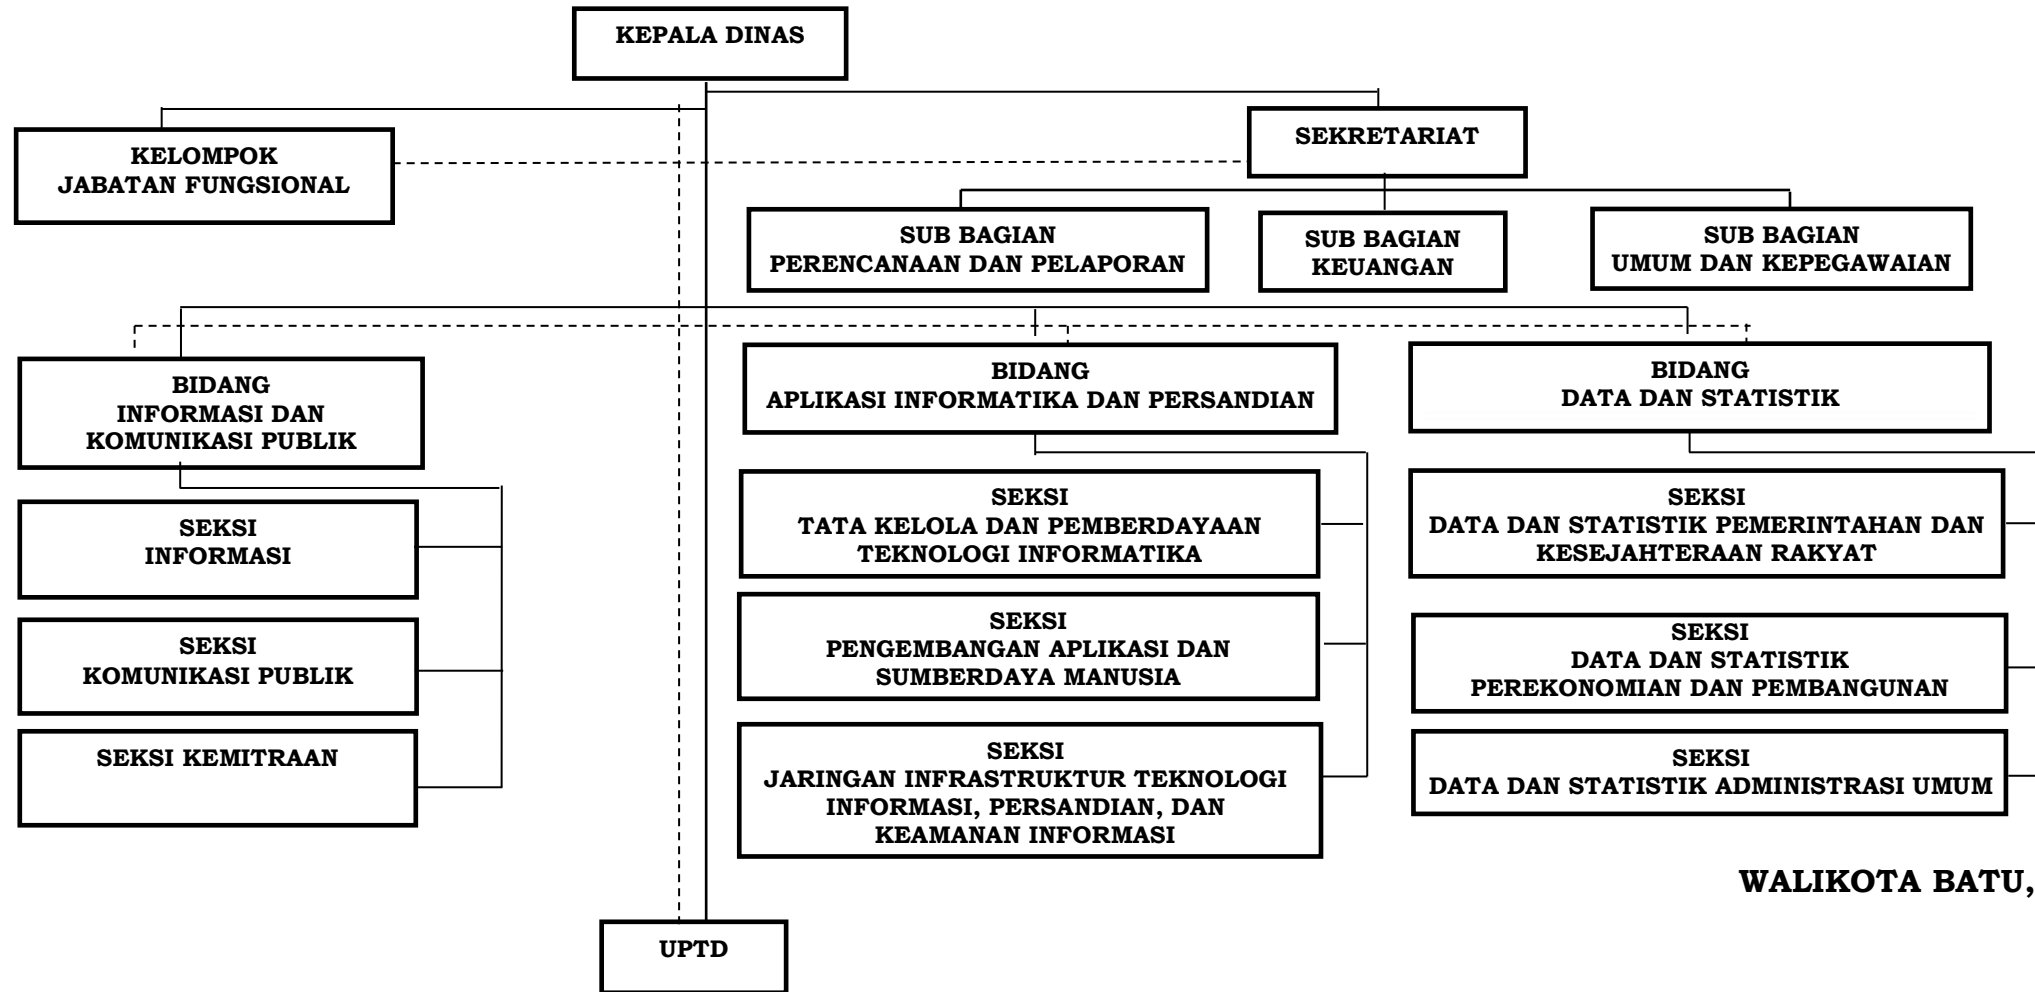 KEPALA DINAS
KELOMPOK
JABATAN FUNGSIONAL
SEKRETARIAT
SUB BAGIAN
PERENCANAAN DAN PELAPORAN
SUB BAGIAN
KEUANGAN
SUB BAGIAN
UMUM DAN KEPEGAWAIAN
BIDANG
INFORMASI DAN
KOMUNIKASI PUBLIK
SEKSI
INFORMASI
SEKSI
KOMUNIKASI PUBLIK
SEKSI KEMITRAAN
BIDANG
APLIKASI INFORMATIKA DAN PERSANDIAN
SEKSI
TATA KELOLA DAN PEMBERDAYAAN
TEKNOLOGI INFORMATIKA
SEKSI
PENGEMBANGAN APLIKASI DAN
SUMBERDAYA MANUSIA
SEKSI
JARINGAN INFRASTRUKTUR TEKNOLOGI
INFORMASI, PERSANDIAN, DAN
KEAMANAN INFORMASI
BIDANG
DATA DAN STATISTIK
SEKSI
DATA DAN STATISTIK PEMERINTAHAN DAN
KESEJAHTERAAN RAKYAT
SEKSI
DATA DAN STATISTIK
PEREKONOMIAN DAN PEMBANGUNAN
SEKSI
DATA DAN STATISTIK ADMINISTRASI UMUM
WALIKOTA BATU,
UPTD